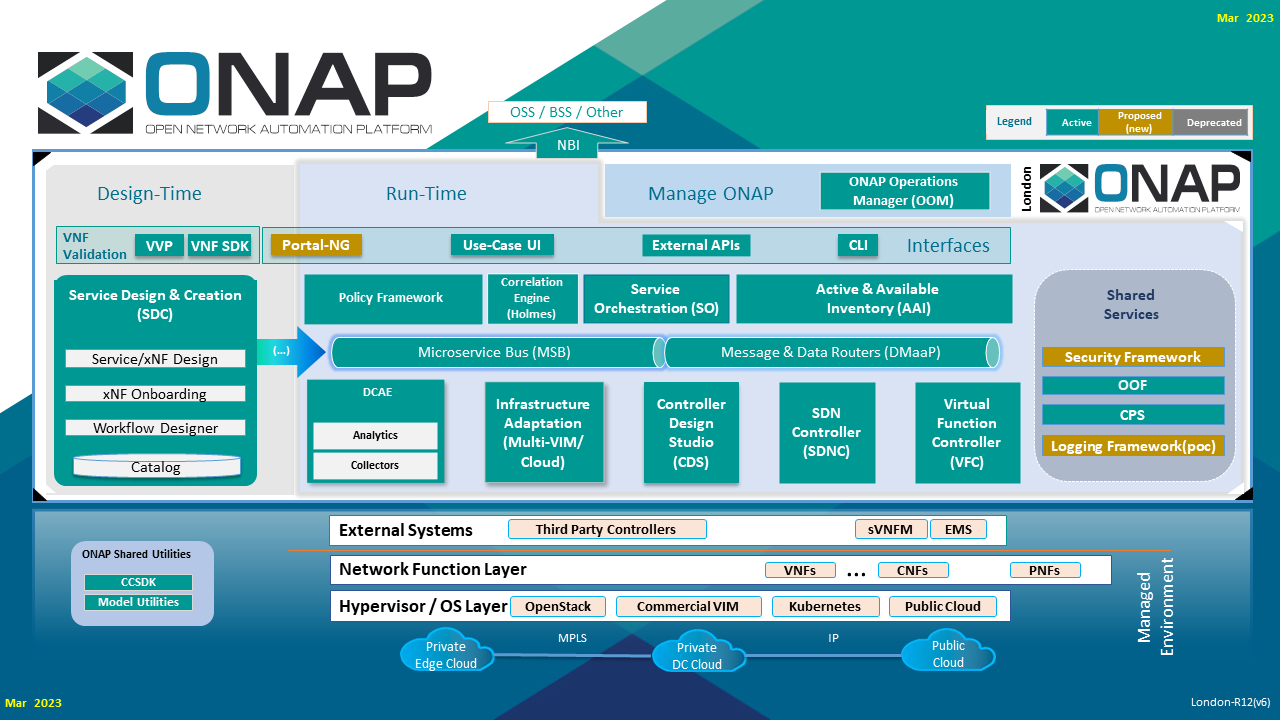 Mar 2023
ONAP
OPEN NETWORK AUTOMATION PLATFORM
OSS / BSS / Other
NBI
Legend
Active
Proposed
(new)
Deprecated
Design-Time
Run-Time
Manage ONAP
ONAP Operations
Manager (OOM)
London
ONAP
OPEN NETWORK AUTOMATION PLATFORM
VNF
Validation
VVP
VNF SDK
Portal-NG
Use-Case UI
External APIs
CLI
Interfaces
Service Design & Creation
(SDC)
Service/xNF Design
xNF Onboarding
Workflow Designer
Catalog
(...)
Policy Framework
Correlation
Engine
(Holmes)
Service
Orchestration (SO)
Active & Available
Inventory (AAI)
Microservice Bus (MSB)
Message & Data Routers (DMaaP)
DCAE
Analytics
Collectors
Infrastructure
Adaptation
(Multi-VIM/
Cloud)
Controller
Design
Studio
(CDS)
SDN
Controller
(SDNC)
Virtual
Function
Controller
(VFC)
Shared
Services
Security Framework
OOF
CPS
Logging Framework(poc)
ONAP Shared Utilities
CCSDK
Model Utilities
External Systems
Third Party Controllers
sVNFM
EMS
Network Function Layer
VNFs
...
CNFs
PNFs
Hypervisor / OS Layer
OpenStack
Commercial VIM
Kubernetes
Public Cloud
Managed
Environment
Private
Edge Cloud
MPLS
Private
DC Cloud
IP
Public
Cloud
Mar 2023
London-R12(v6)